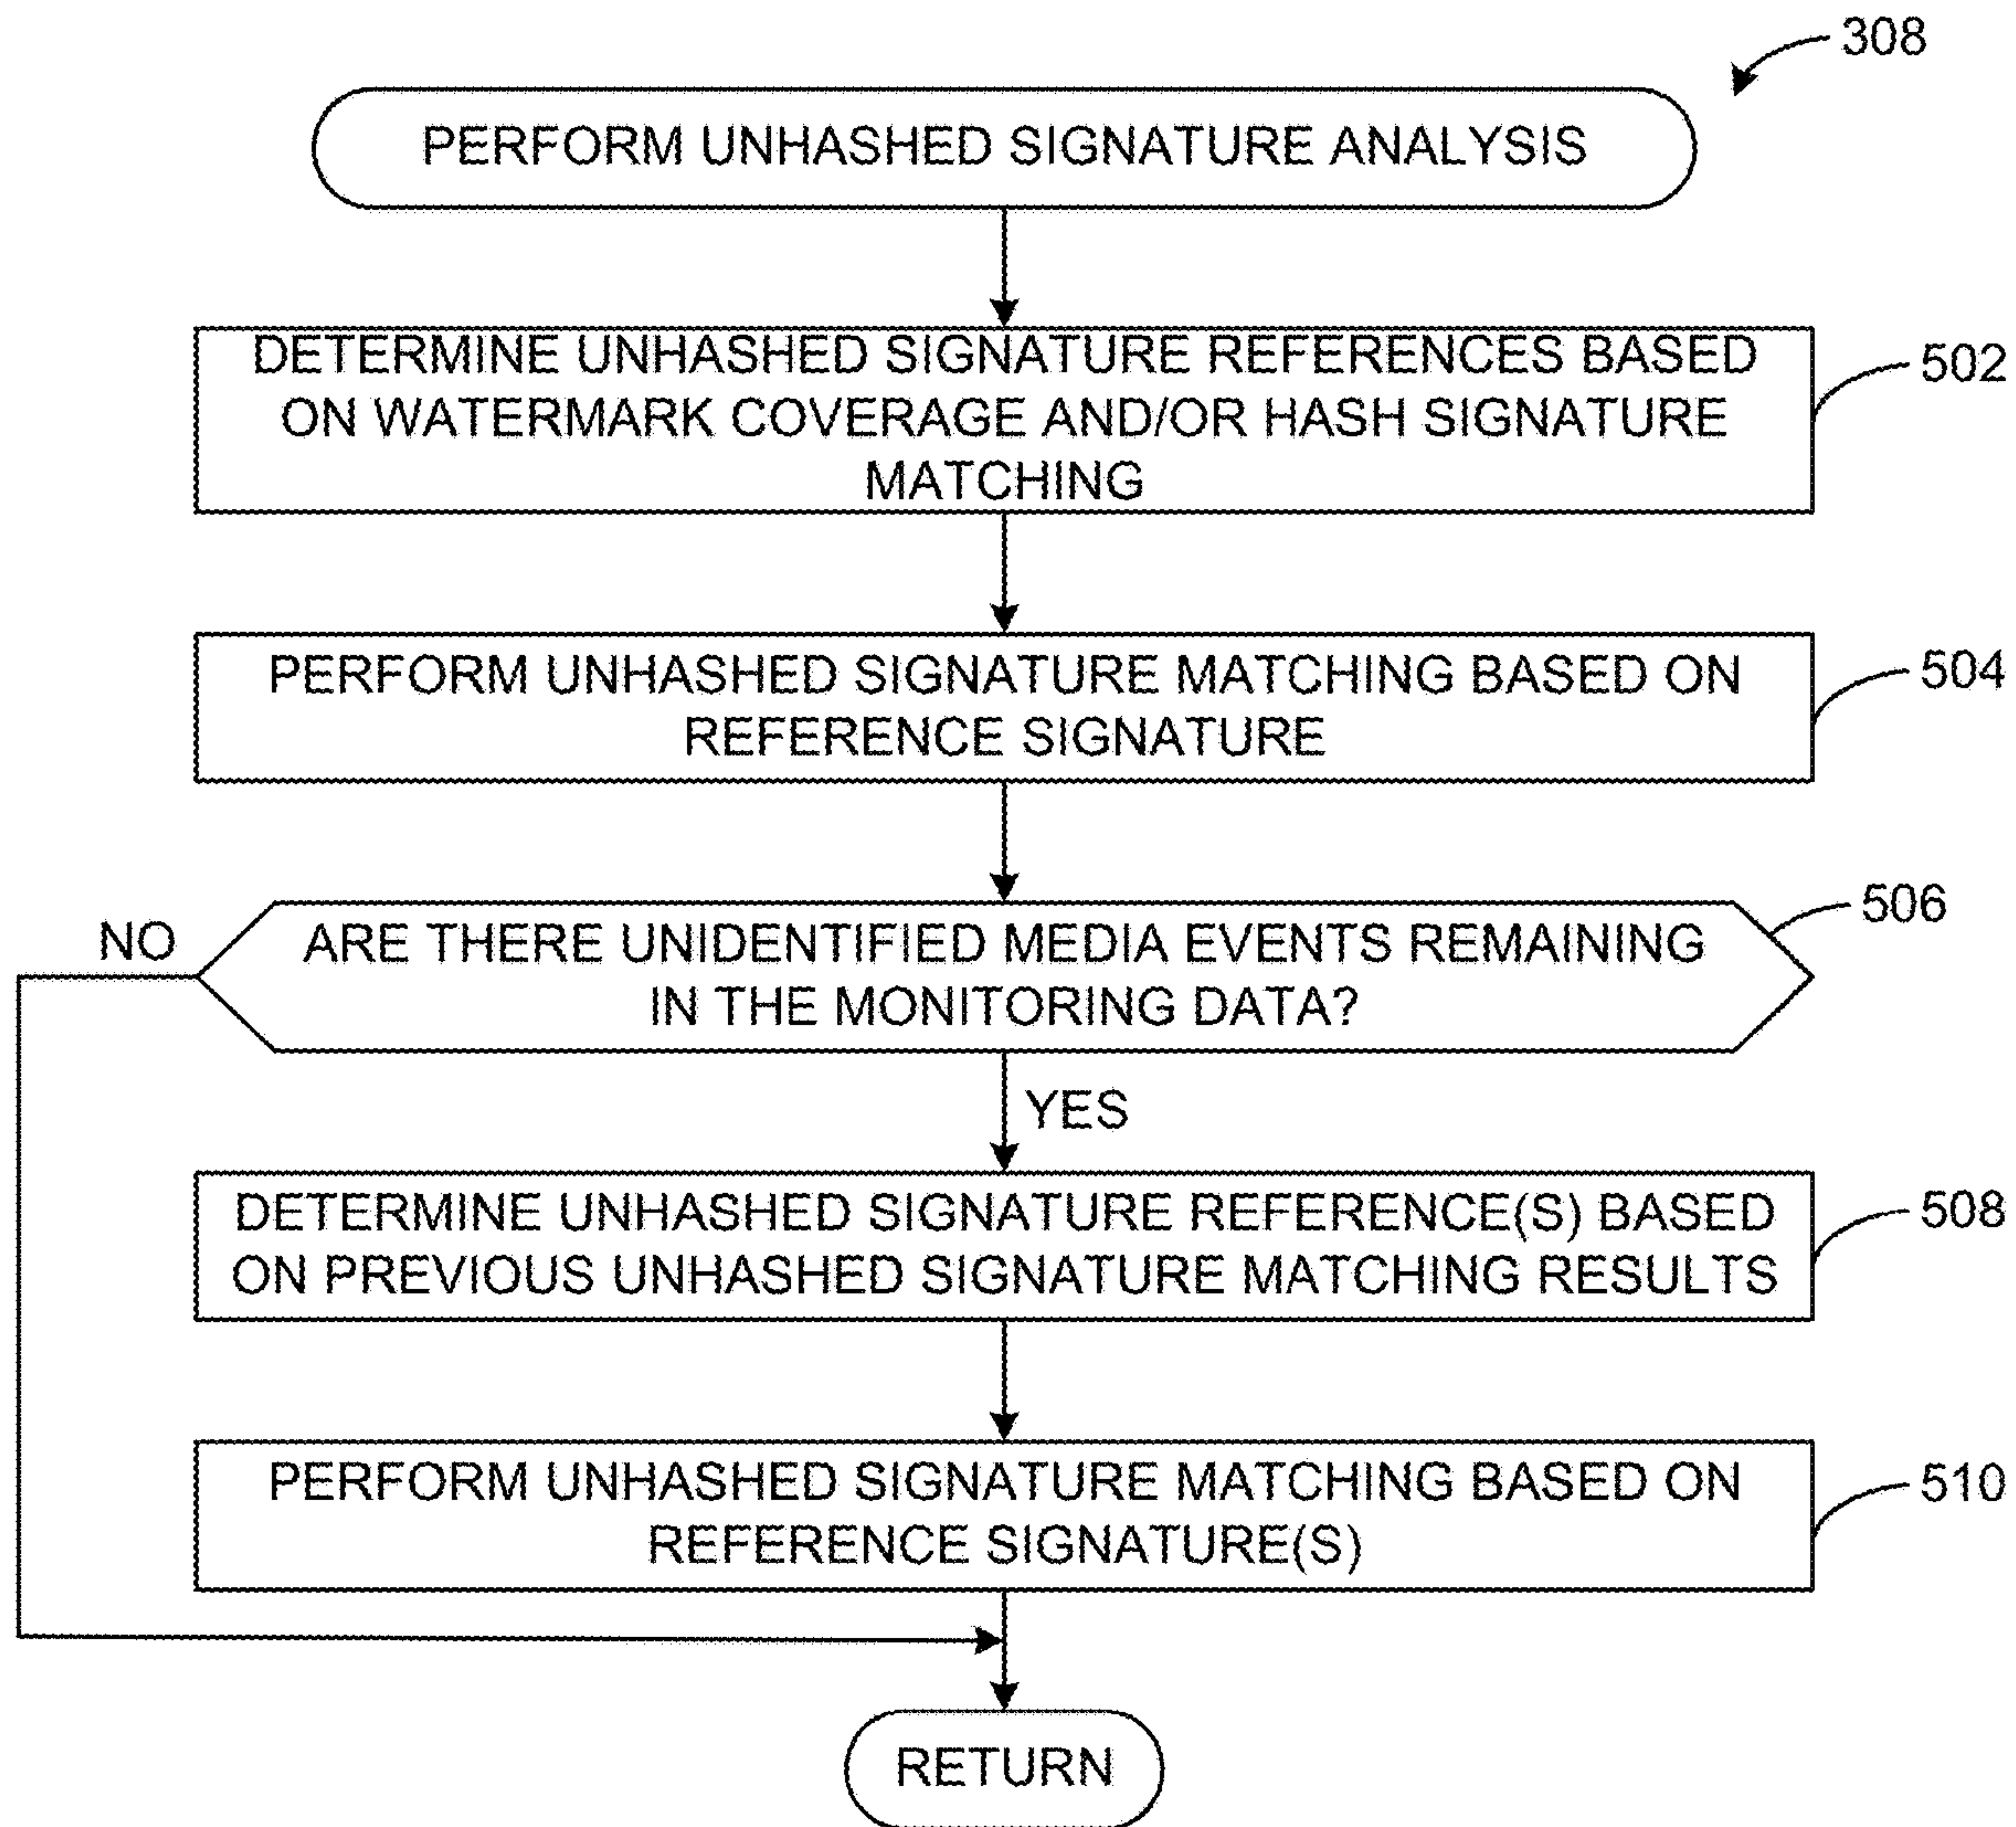 308
PERFORM UNHASHED SIGNATURE ANALYSIS
DETERMINE UNHASHED SIGNATURE REFERENCES BASED
ON WATERMARK COVERAGE AND/OR HASH SIGNATURE
MATCHING
502
PERFORM UNHASHED SIGNATURE MATCHING BASED ON
REFERENCE SIGNATURE
504
NO
ARE THERE UNIDENTIFIED MEDIA EVENTS REMAINING
IN THE MONITORING DATA?
506
YES
DETERMINE UNHASHED SIGNATURE REFERENCE(S) BASED
ON PREVIOUS UNHASHED SIGNATURE MATCHING RESULTS
508
PERFORM UNHASHED SIGNATURE MATCHING BASED ON
REFERENCE SIGNATURE(S)
510
RETURN